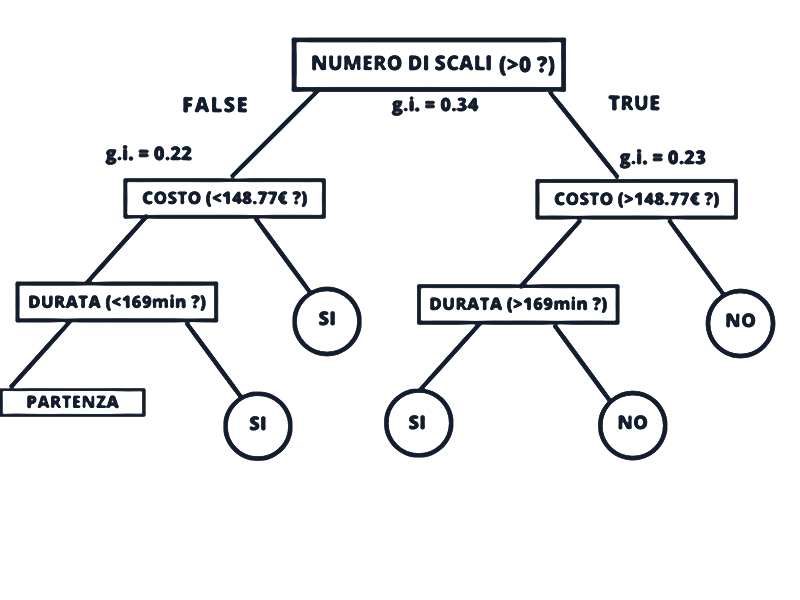 NUMERO DI SCALI (>0 ?)
FALSE
g.i. = 0.34
TRUE
g.i. = 0.22
g.i. = 0.23
COSTO (<148.77€ ?)
COSTO (>148.77€ ?)
DURATA (<169min ?)
SI
DURATA (>169min ?)
NO
PARTENZA
SI
SI
NO